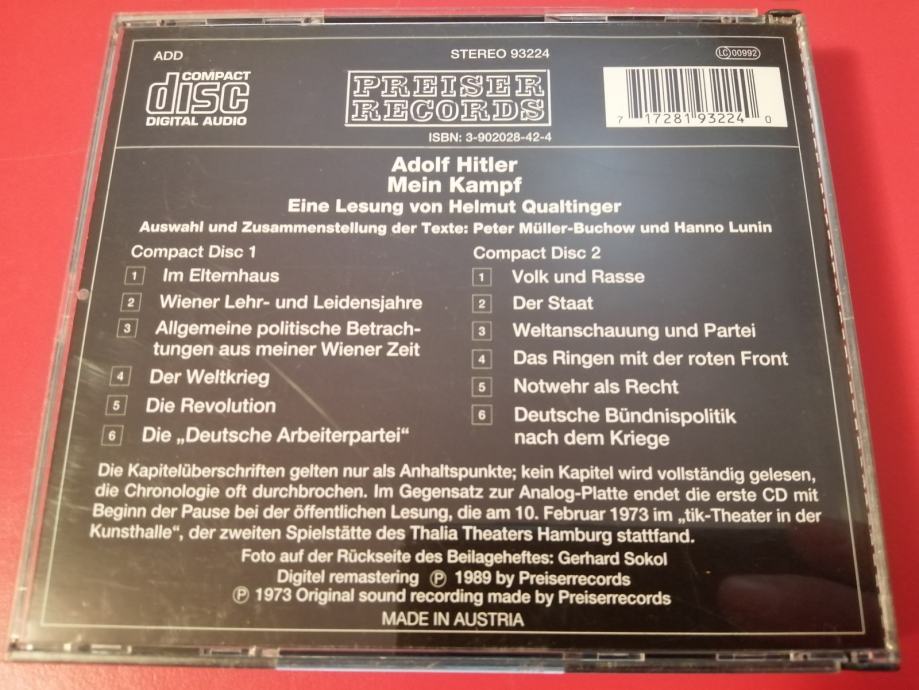 ADD
STEREO 93224
LC 00992
COMPACT
disc
DIGITAL AUDIO
PREISER
RECORDS
ISBN: 3-902028-42-4
7 17281 93224 0
Adolf Hitler
Mein Kampf
Eine Lesung von Helmut Qualtinger
Auswahl und Zusammenstellung der Texte: Peter Müller-Buchow und Hanno Lunin
Compact Disc 1
1 Im Elternhaus
2 Wiener Lehr- und Leidensjahre
3 Allgemeine politische Betrach-
tungen aus meiner Wiener Zeit
4 Der Weltkrieg
5 Die Revolution
6 Die „Deutsche Arbeiterpartei“
Compact Disc 2
1 Volk und Rasse
2 Der Staat
3 Weltanschauung und Partei
4 Das Ringen mit der roten Front
5 Notwehr als Recht
6 Deutsche Bündnispolitik
nach dem Kriege
Die Kapitelüberschriften gelten nur als Anhaltspunkte; kein Kapitel wird vollständig gelesen,
die Chronologie oft durchbrochen. Im Gegensatz zur Analog-Platte endet die erste CD mit
Beginn der Pause bei der öffentlichen Lesung, die am 10. Februar 1973 im „tik-Theater in der
Kunsthalle“, der zweiten Spielstätte des Thalia Theaters Hamburg stattfand.
Foto auf der Rückseite des Beilageheftes: Gerhard Sokol
Digital remastering ℗ 1989 by Preiserrecords
℗ 1973 Original sound recording made by Preiserrecords
MADE IN AUSTRIA